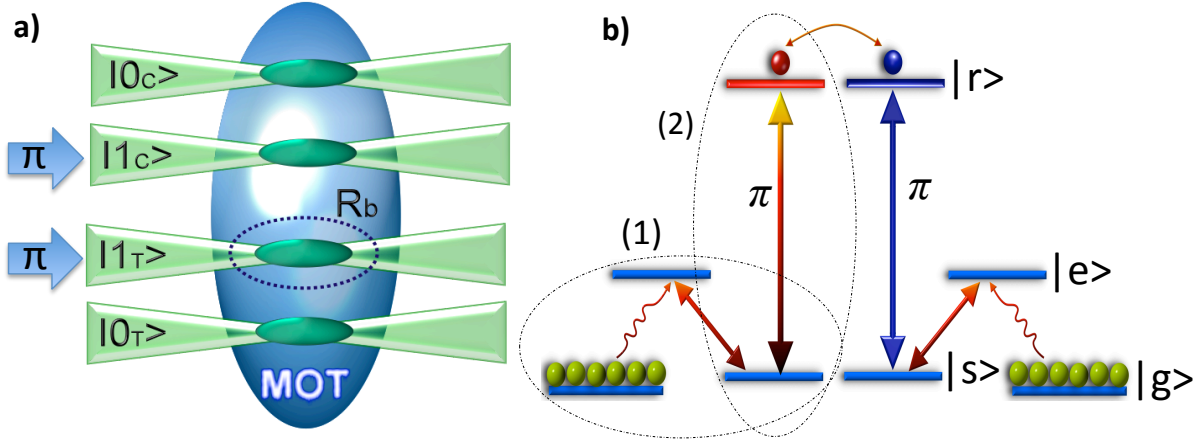 a)
|0c>
π |1c>
Rb
π |1T>
|0T>
MOT
b)
|r>
(2)
π π
(1)
|e>
|s> |g>